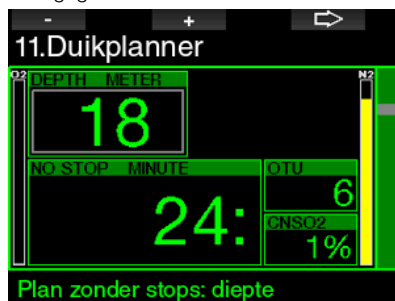 - +
11.Duikplanner
O2 DEPTH METER N2
18
NO STOP MINUTE OTU
24: 6
CNSO2
1%
Plan zonder stops: diepte